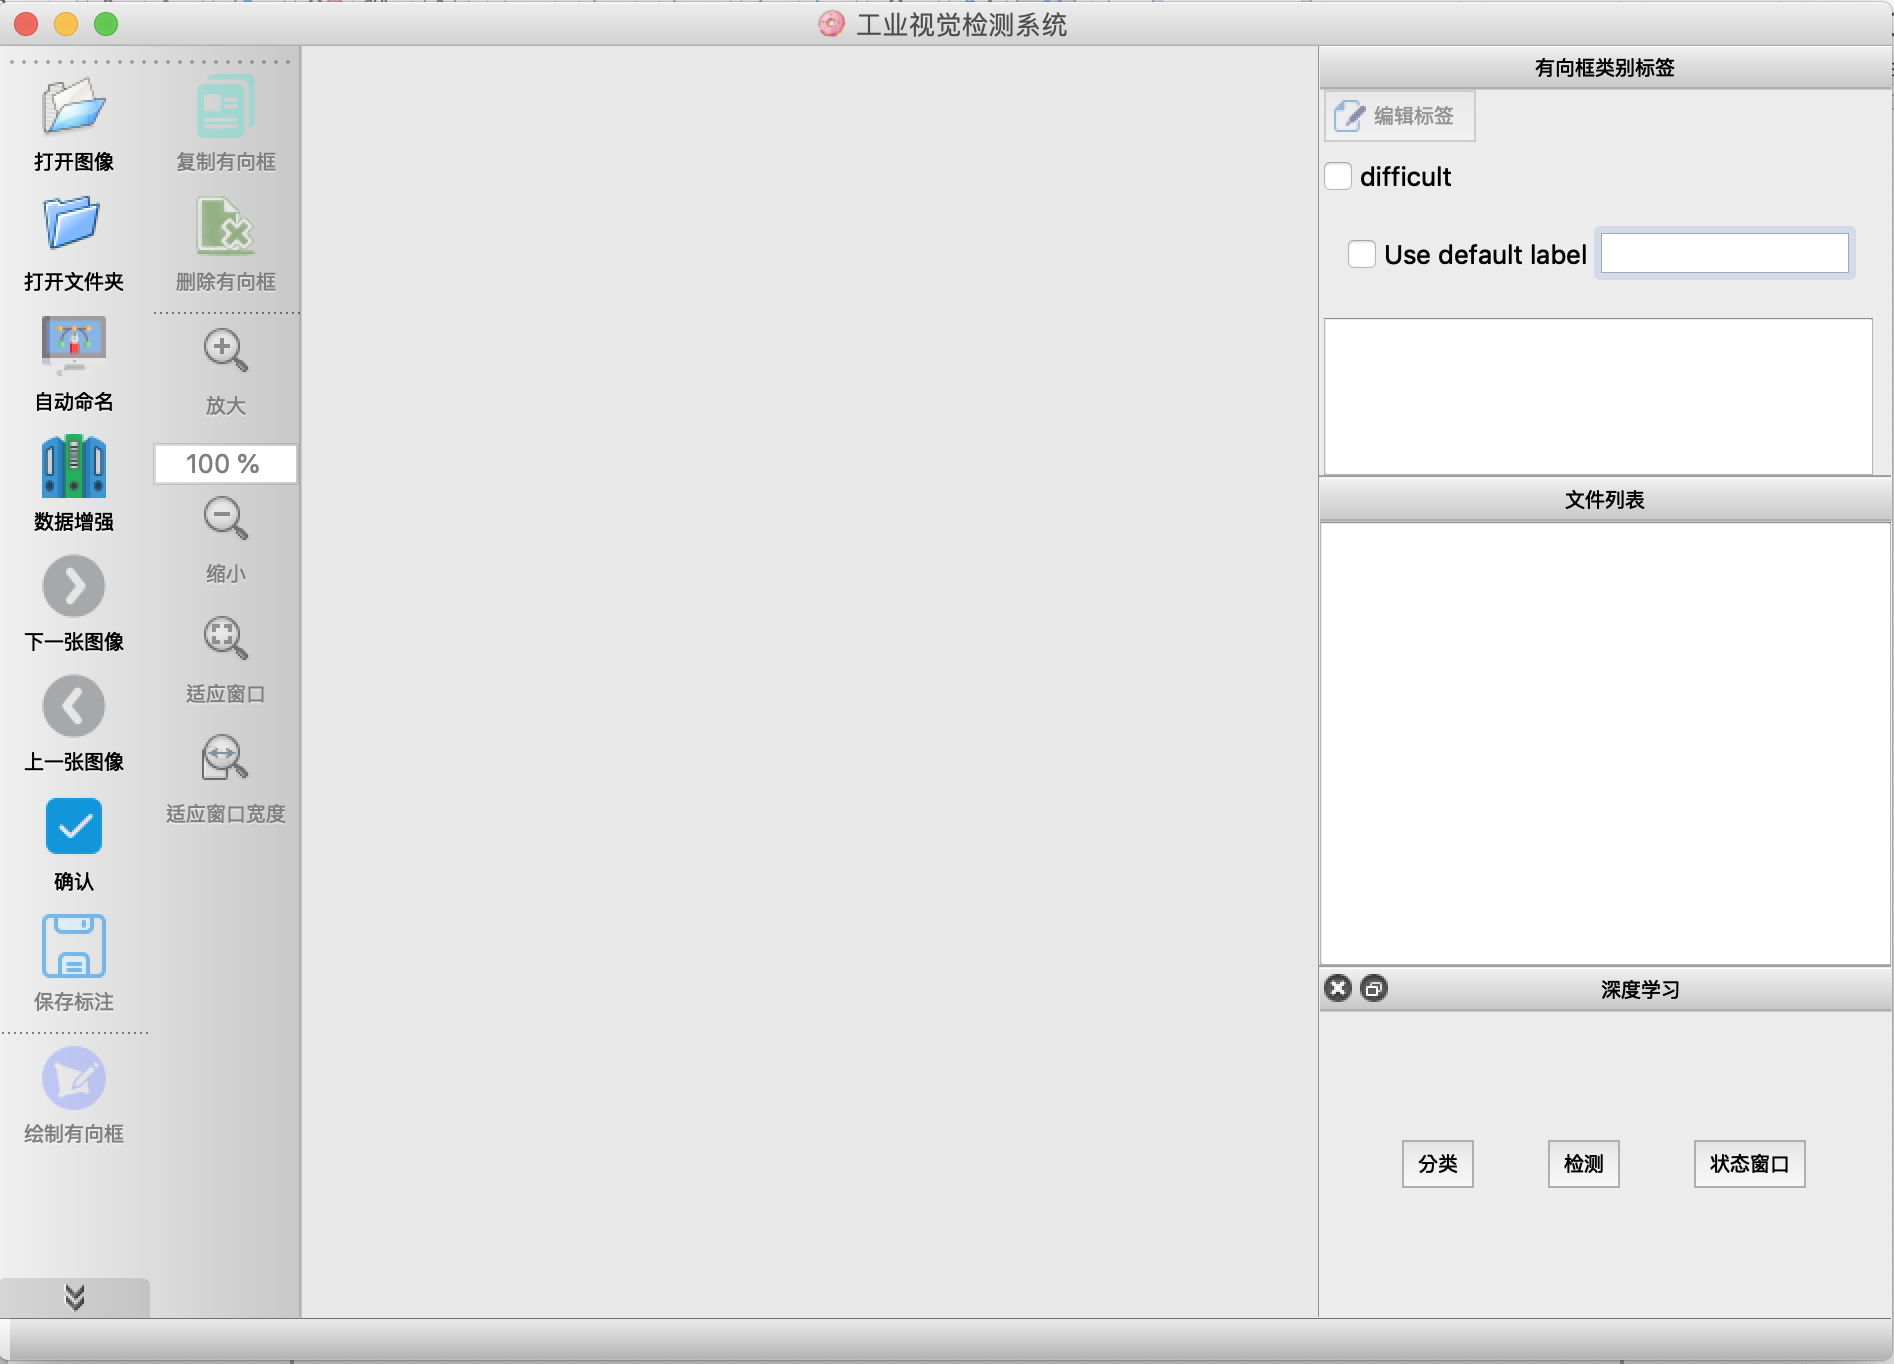 工业视觉检测系统
打开图像
打开文件夹
自动命名
数据增强
下一张图像
上一张图像
确认
保存标注
绘制有向框
复制有向框
删除有向框
放大
100 %
缩小
适应窗口
适应窗口宽度
有向框类别标签
编辑标签
difficult
Use default label
文件列表
深度学习
分类
检测
状态窗口